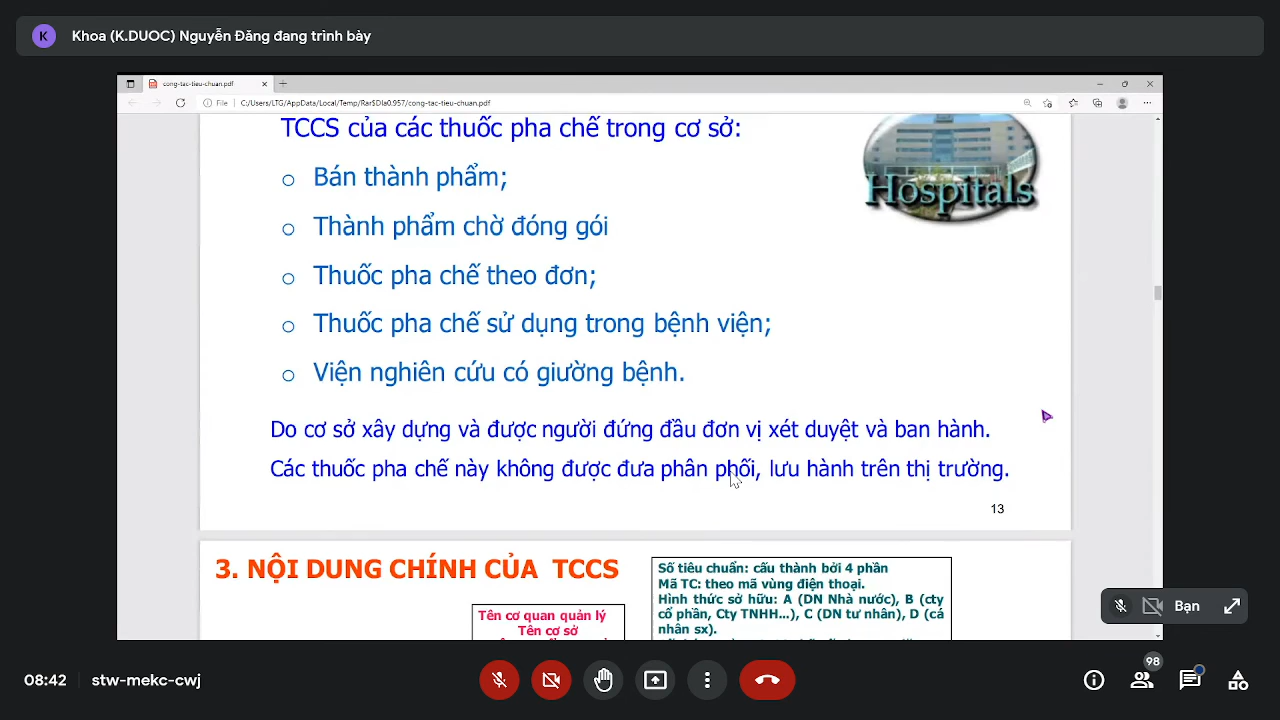 K Khoa (K.DUOC) Nguyễn Đăng đang trình bày
cong-tac-tieu-chuan.pdf
File | C:/Users/LTG/AppData/Local/Temp/Rar$DIa0.957/cong-tac-tieu-chuan.pdf
TCCS của các thuốc pha chế trong cơ sở:
Hospitals
o Bán thành phẩm;
o Thành phẩm chờ đóng gói
o Thuốc pha chế theo đơn;
o Thuốc pha chế sử dụng trong bệnh viện;
o Viện nghiên cứu có giường bệnh.
Do cơ sở xây dựng và được người đứng đầu đơn vị xét duyệt và ban hành.
Các thuốc pha chế này không được đưa phân phối, lưu hành trên thị trường.
13
3. NỘI DUNG CHÍNH CỦA TCCS
Số tiêu chuẩn: cấu thành bởi 4 phần
Mã TC: theo mã vùng điện thoại.
Hình thức sở hữu: A (DN Nhà nước), B (cty
cổ phần, Cty TNHH...), C (DN tư nhân), D (cá
nhân sx).
Tên cơ quan quản lý
Tên cơ sở
Bạn
08:42 | stw-mekc-cwj
98